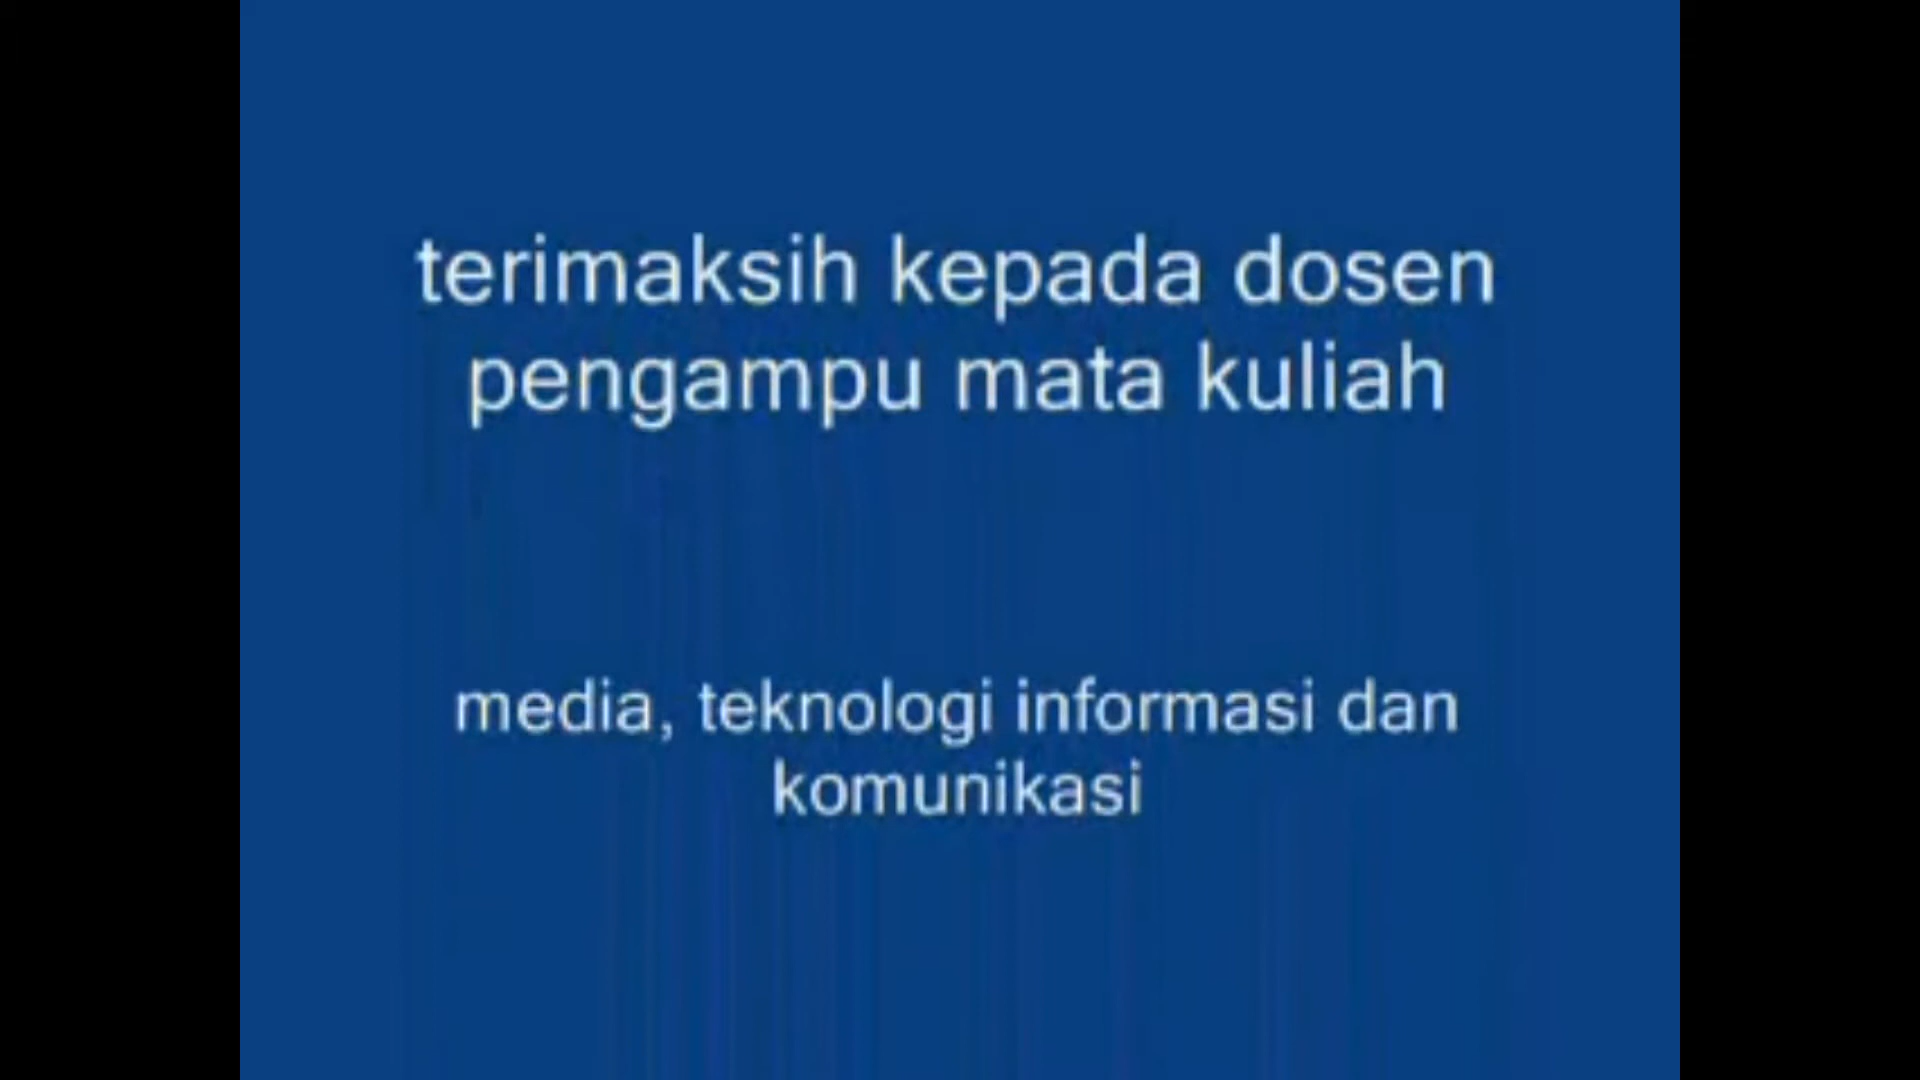 terimaksih kepada dosen
pengampu mata kuliah
media, teknologi informasi dan
komunikasi